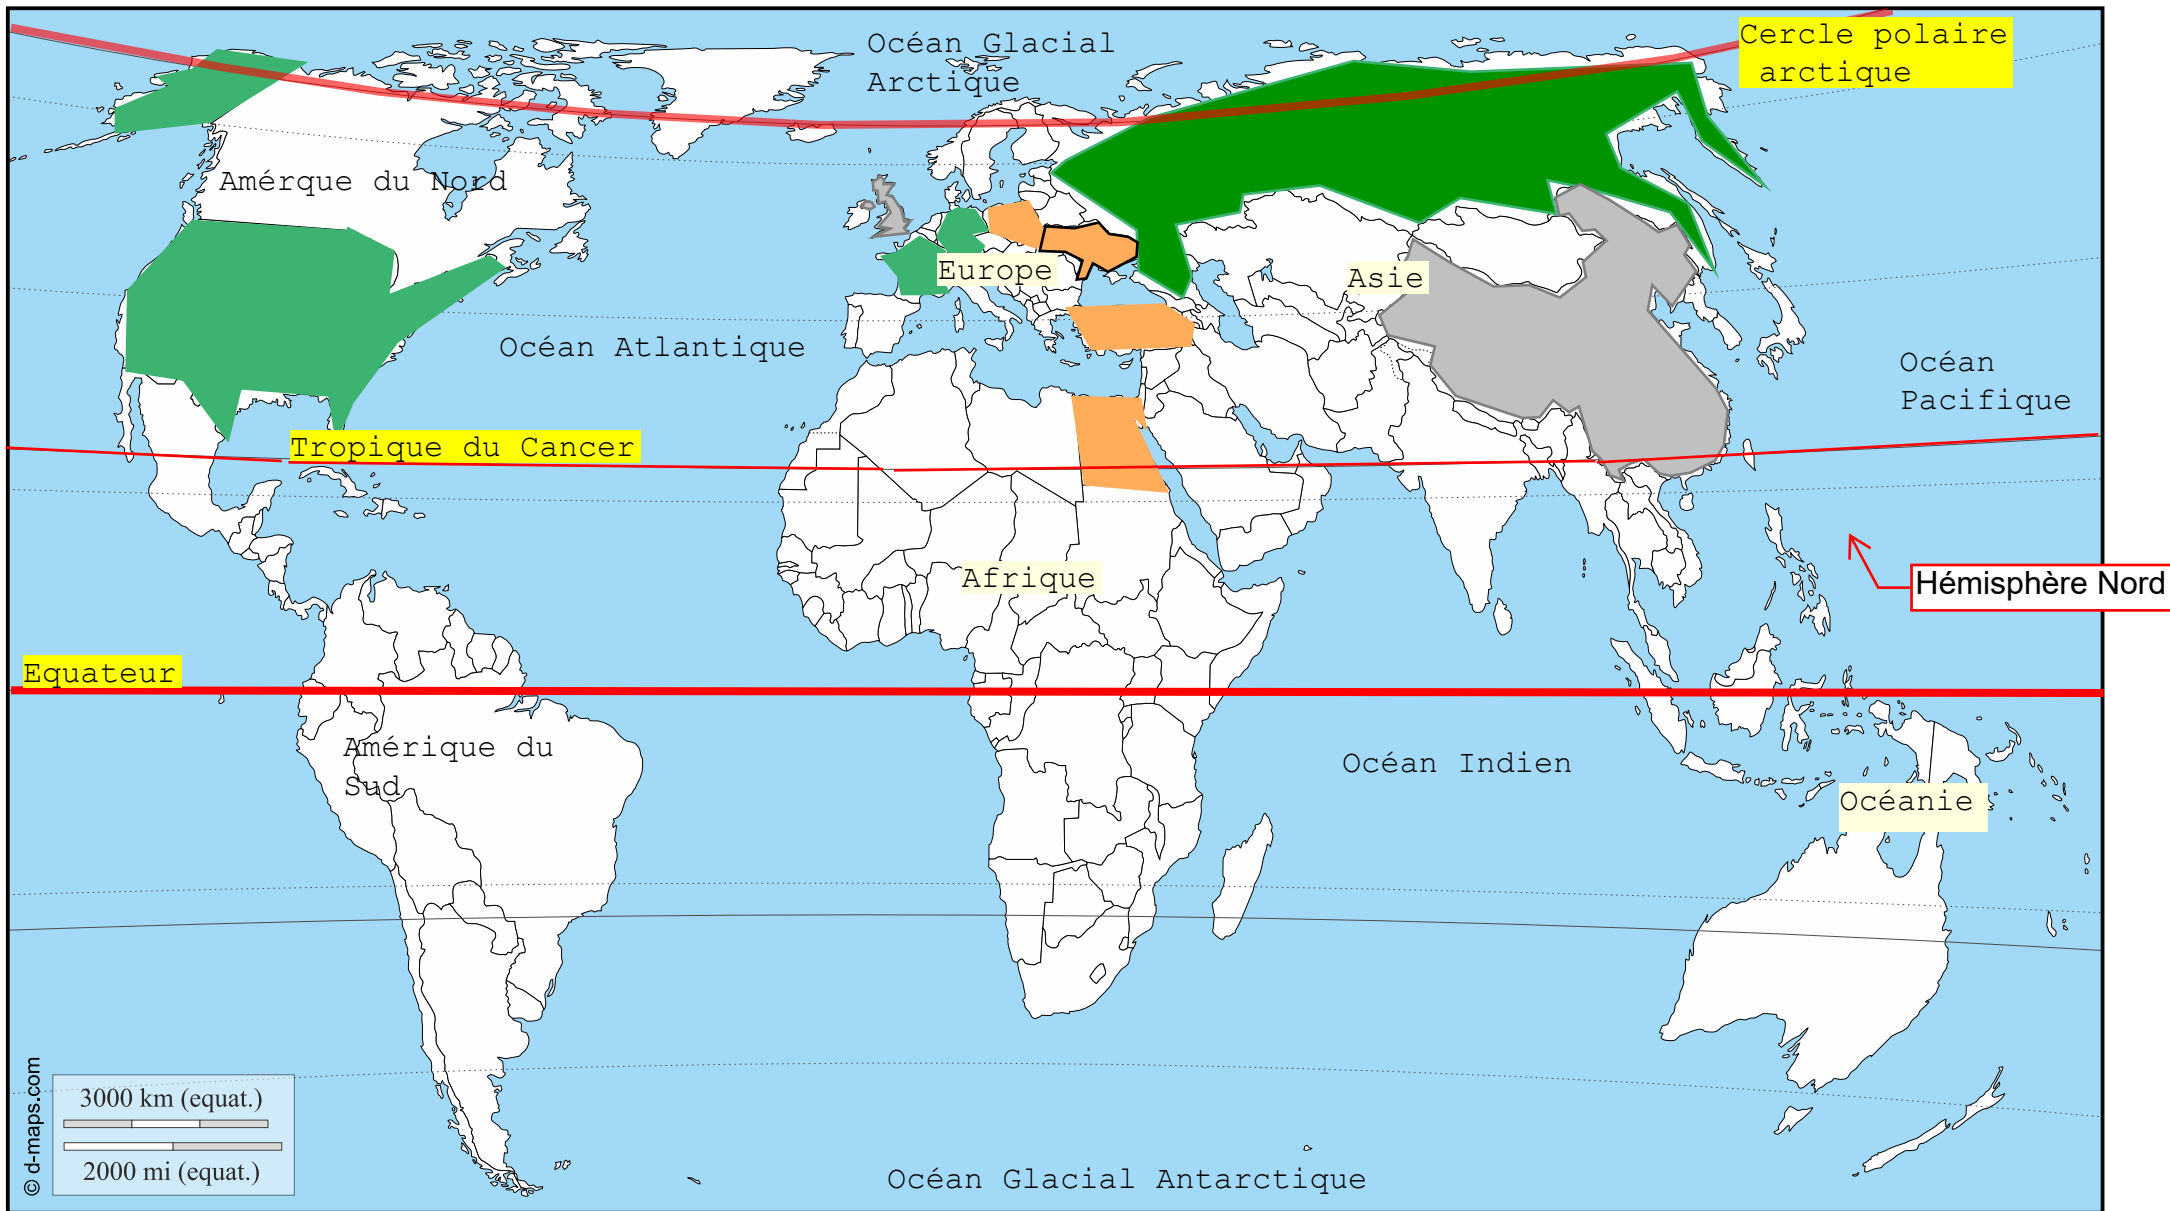 Océan Glacial
Arctique
Cercle polaire
arctique
Amérque du Nord
Europe
Asie
Océan Atlantique
Océan
Pacifique
Tropique du Cancer
Afrique
Hémisphère Nord
Equateur
Amérique du
Sud
Océan Indien
Océanie
© d-maps.com
3000 km (equat.)
2000 mi (equat.)
Océan Glacial Antarctique